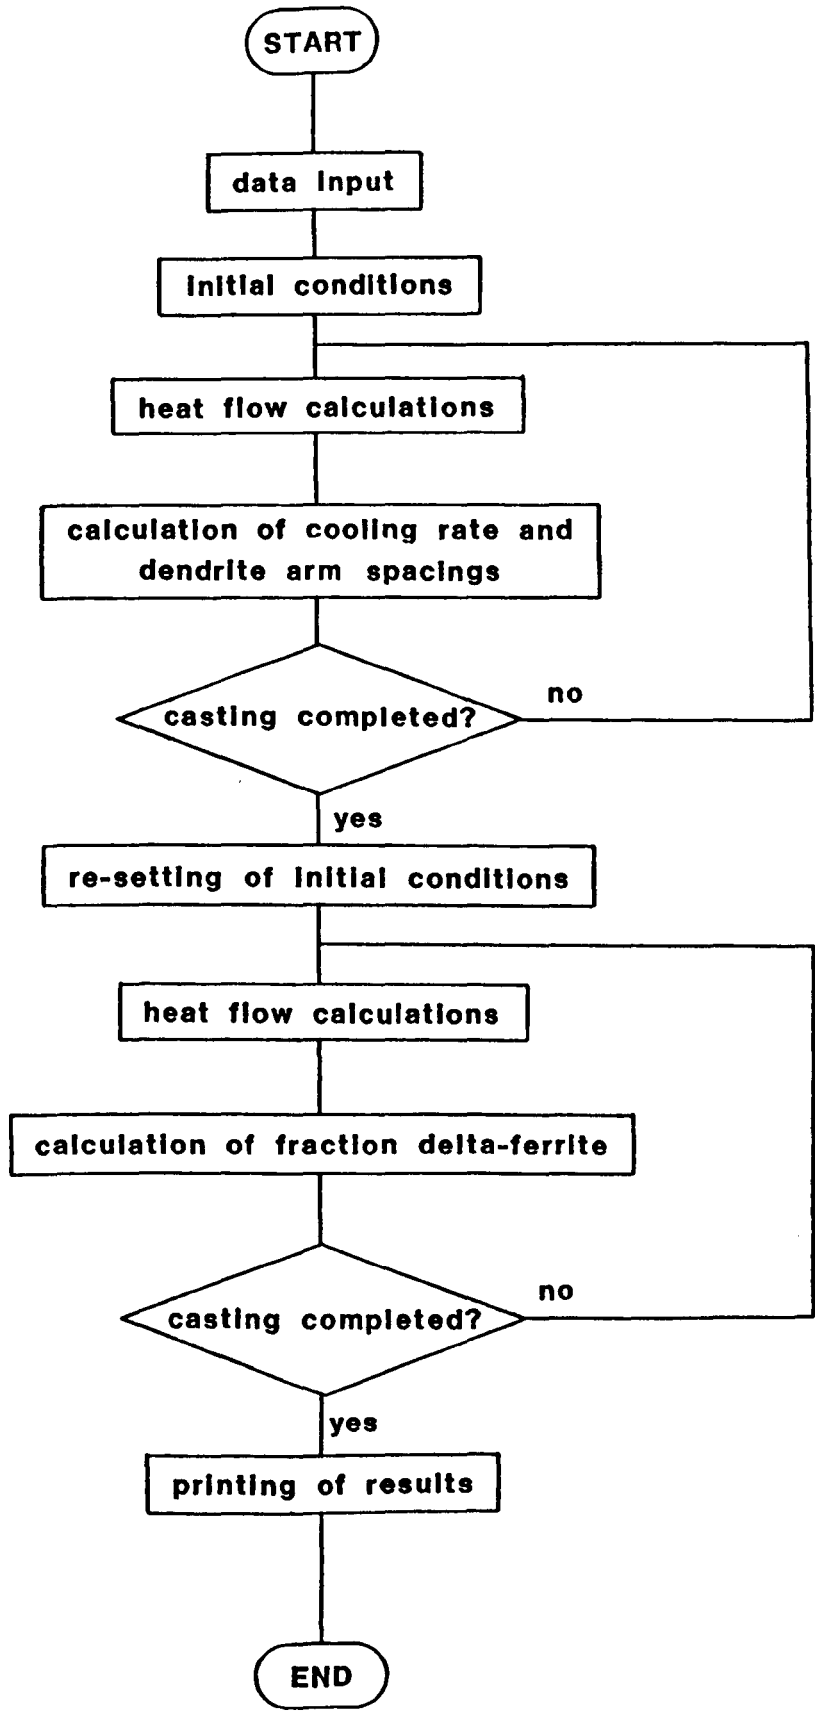 START
data input
initial conditions
heat flow calculations
calculation of cooling rate and
dendrite arm spacings
casting completed?
no
yes
re-setting of initial conditions
heat flow calculations
calculation of fraction delta-ferrite
casting completed?
no
yes
printing of results
END